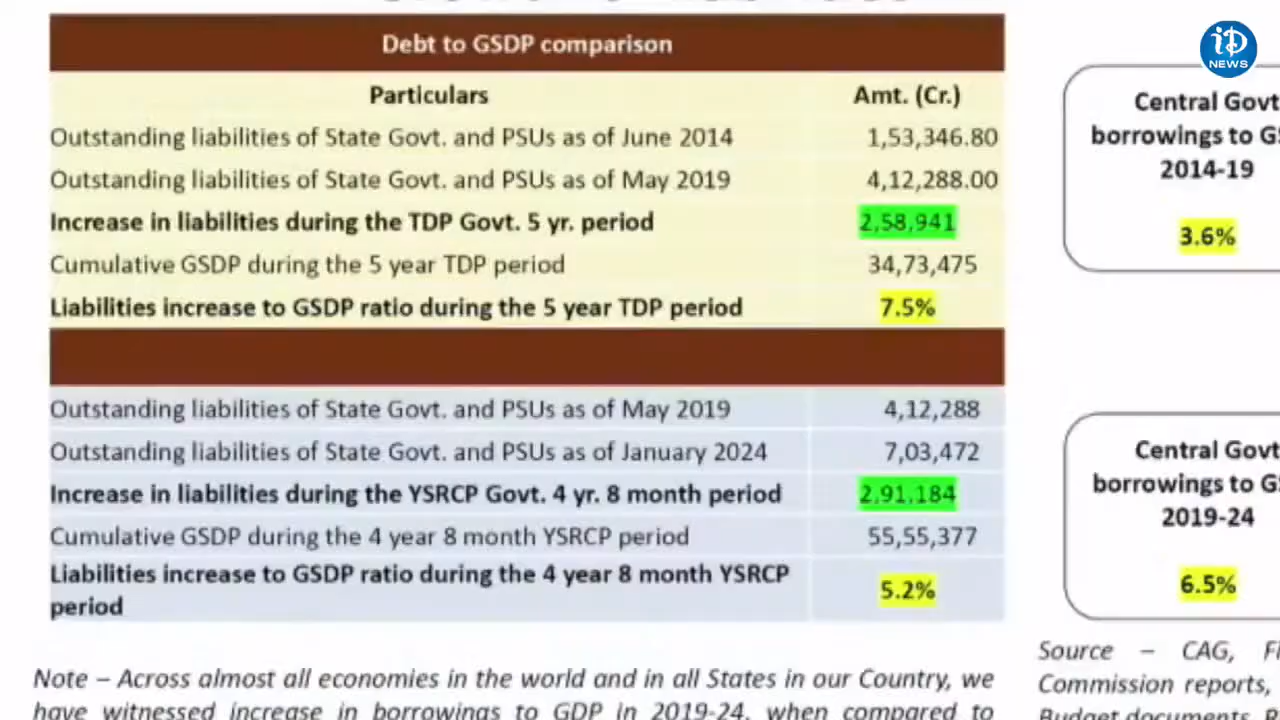 iD
NEWS
Debt to GSDP comparison
Particulars Amt. (Cr.)
Outstanding liabilities of State Govt. and PSUs as of June 2014 1,53,346.80
Outstanding liabilities of State Govt. and PSUs as of May 2019 4,12,288.00
Increase in liabilities during the TDP Govt. 5 yr. period 2,58,941
Cumulative GSDP during the 5 year TDP period 34,73,475
Liabilities increase to GSDP ratio during the 5 year TDP period 7.5%
Outstanding liabilities of State Govt. and PSUs as of May 2019 4,12,288
Outstanding liabilities of State Govt. and PSUs as of January 2024 7,03,472
Increase in liabilities during the YSRCP Govt. 4 yr. 8 month period 2,91,184
Cumulative GSDP during the 4 year 8 month YSRCP period 55,55,377
Liabilities increase to GSDP ratio during the 4 year 8 month YSRCP
period 5.2%
Note – Across almost all economies in the world and in all States in our Country, we
have witnessed increase in borrowings to GDP in 2019-24, when compared to
Central Govt
borrowings to GS
2014-19
3.6%
Central Govt
borrowings to GS
2019-24
6.5%
Source – CAG, Fi
Commission reports,
Budget documents,